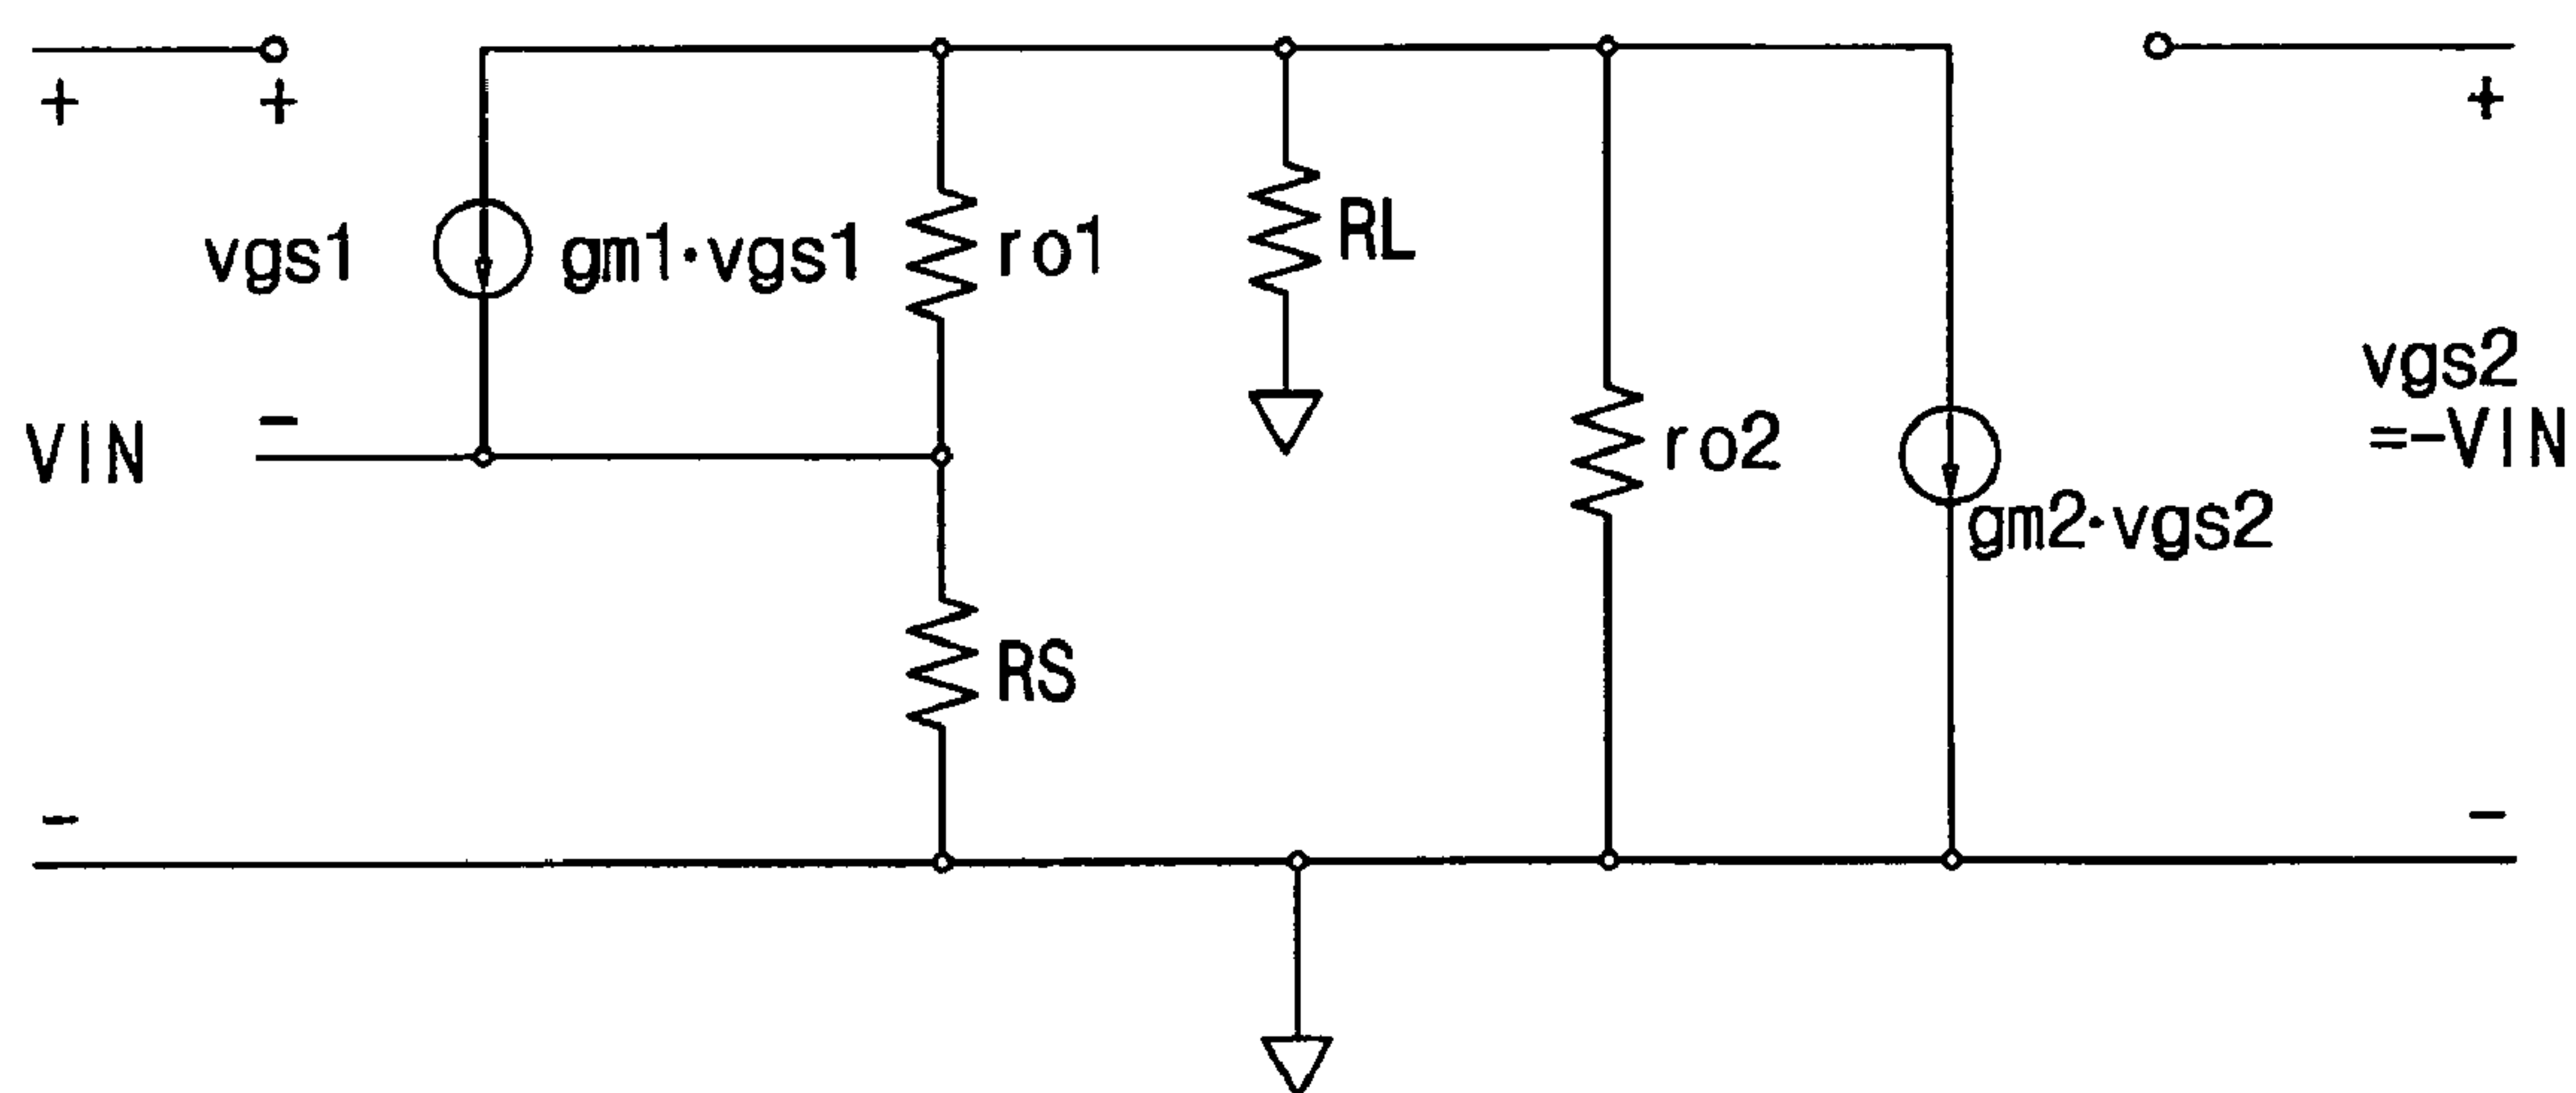 + + +
vgs1 gm1·vgs1 ro1 RL
vgs2
=-VIN
-
VIN
ro2
gm2·vgs2
RS
- -